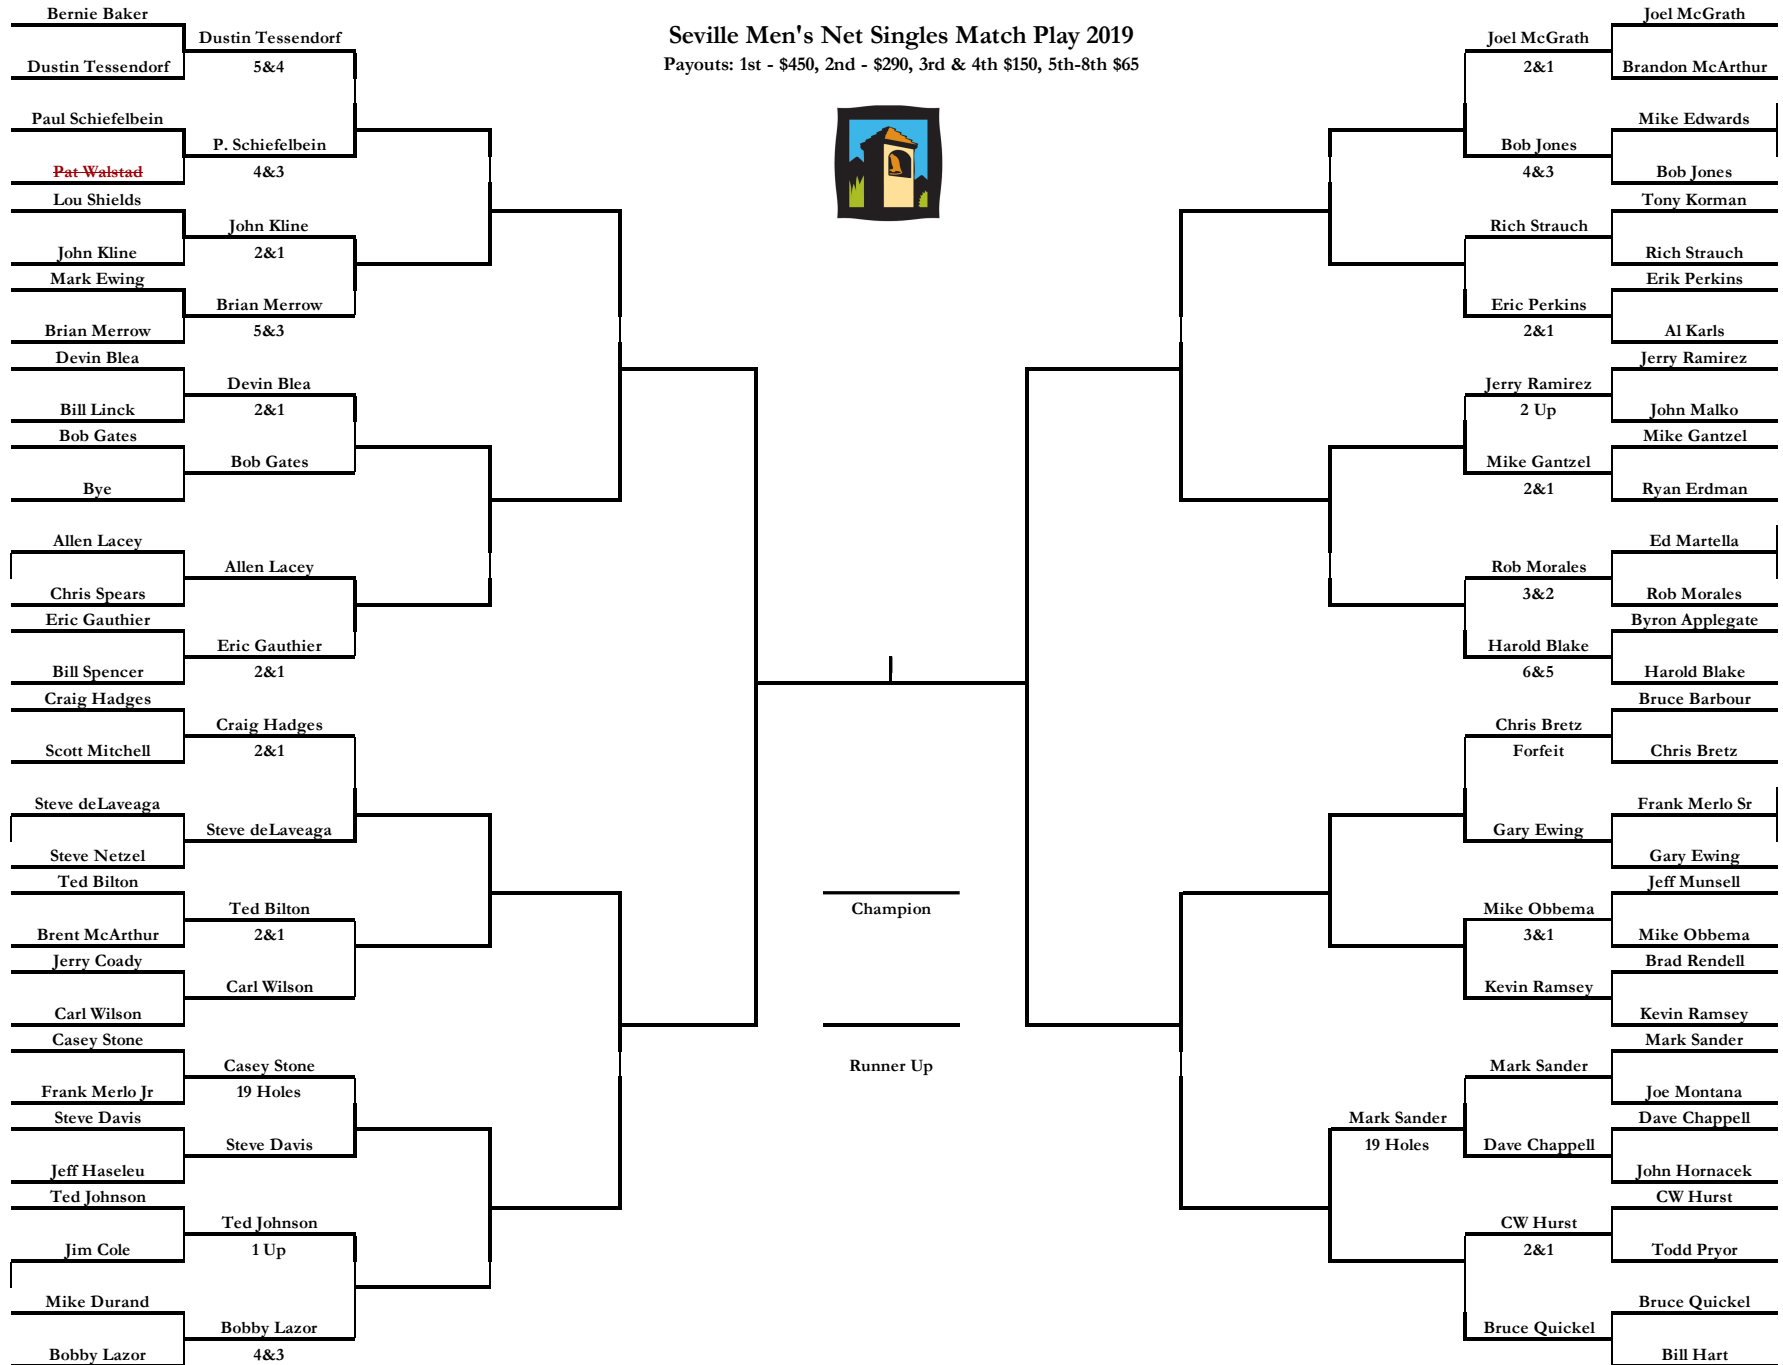 Seville Men's Net Singles Match Play 2019
Payouts: 1st - $450, 2nd - $290, 3rd & 4th $150, 5th-8th $65
Bernie Baker
Dustin Tessendorf
Paul Schiefelbein
Pat Walstad
Lou Shields
John Kline
Mark Ewing
Brian Merrow
Devin Blea
Bill Linck
Bob Gates
Bye
Allen Lacey
Chris Spears
Eric Gauthier
Bill Spencer
Craig Hadges
Scott Mitchell
Steve deLaveaga
Steve Netzel
Ted Bilton
Brent McArthur
Jerry Coady
Carl Wilson
Casey Stone
Frank Merlo Jr
Steve Davis
Jeff Haseleu
Ted Johnson
Jim Cole
Mike Durand
Bobby Lazor
Dustin Tessendorf
5&4
P. Schiefelbein
4&3
John Kline
2&1
Brian Merrow
5&3
Devin Blea
2&1
Bob Gates
Allen Lacey
Eric Gauthier
2&1
Craig Hadges
2&1
Steve deLaveaga
Ted Bilton
2&1
Carl Wilson
Casey Stone
19 Holes
Steve Davis
Ted Johnson
1 Up
Bobby Lazor
4&3
Champion
Runner Up
Mark Sander
19 Holes
Joel McGrath
2&1
Bob Jones
4&3
Rich Strauch
Eric Perkins
2&1
Jerry Ramirez
2 Up
Mike Gantzel
2&1
Rob Morales
3&2
Harold Blake
6&5
Chris Bretz
Forfeit
Gary Ewing
Mike Obbema
3&1
Kevin Ramsey
Mark Sander
Dave Chappell
CW Hurst
2&1
Bruce Quickel
Joel McGrath
Brandon McArthur
Mike Edwards
Bob Jones
Tony Korman
Rich Strauch
Erik Perkins
Al Karls
Jerry Ramirez
John Malko
Mike Gantzel
Ryan Erdman
Ed Martella
Rob Morales
Byron Applegate
Harold Blake
Bruce Barbour
Chris Bretz
Frank Merlo Sr
Gary Ewing
Jeff Munsell
Mike Obbema
Brad Rendell
Kevin Ramsey
Mark Sander
Joe Montana
Dave Chappell
John Hornacek
CW Hurst
Todd Pryor
Bruce Quickel
Bill Hart